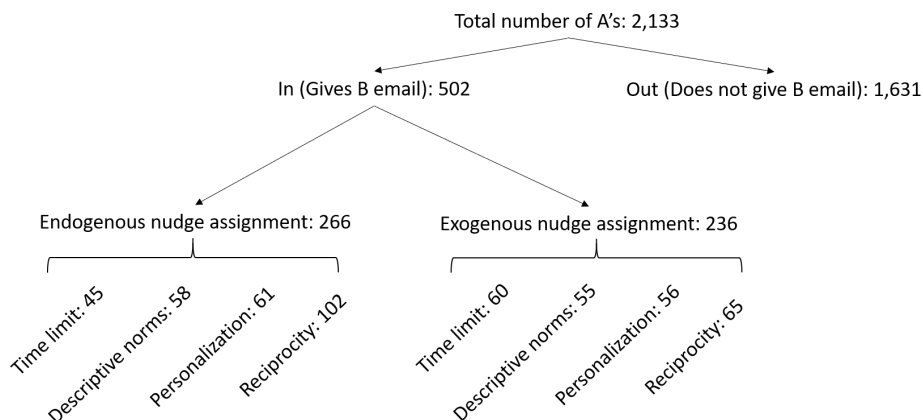 Total number of A's: 2,133
In (Gives B email): 502
Out (Does not give B email): 1,631
Endogenous nudge assignment: 266
Exogenous nudge assignment: 236
Time limit: 45
Descriptive norms: 58
Personalization: 61
Reciprocity: 102
Time limit: 60
Descriptive norms: 55
Personalization: 56
Reciprocity: 65